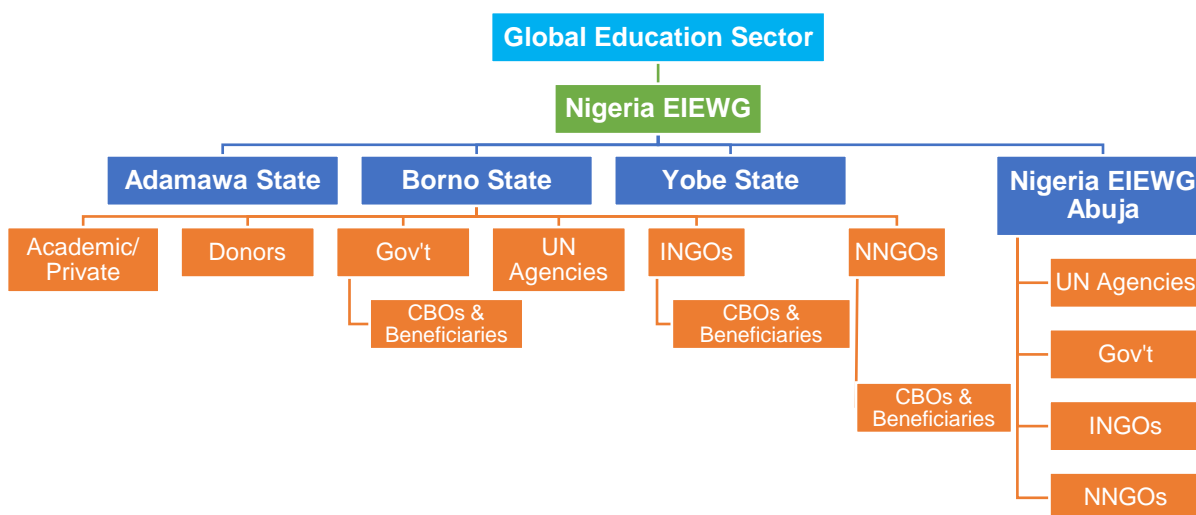 Global Education Sector
Nigeria EIEWG
Adamawa State
Borno State
Yobe State
Nigeria EIEWG
Abuja
Academic/
Private
Donors
Gov't
UN
Agencies
INGOs
NNGOs
CBOs &
Beneficiaries
CBOs &
Beneficiaries
CBOs &
Beneficiaries
UN Agencies
Gov't
INGOs
NNGOs